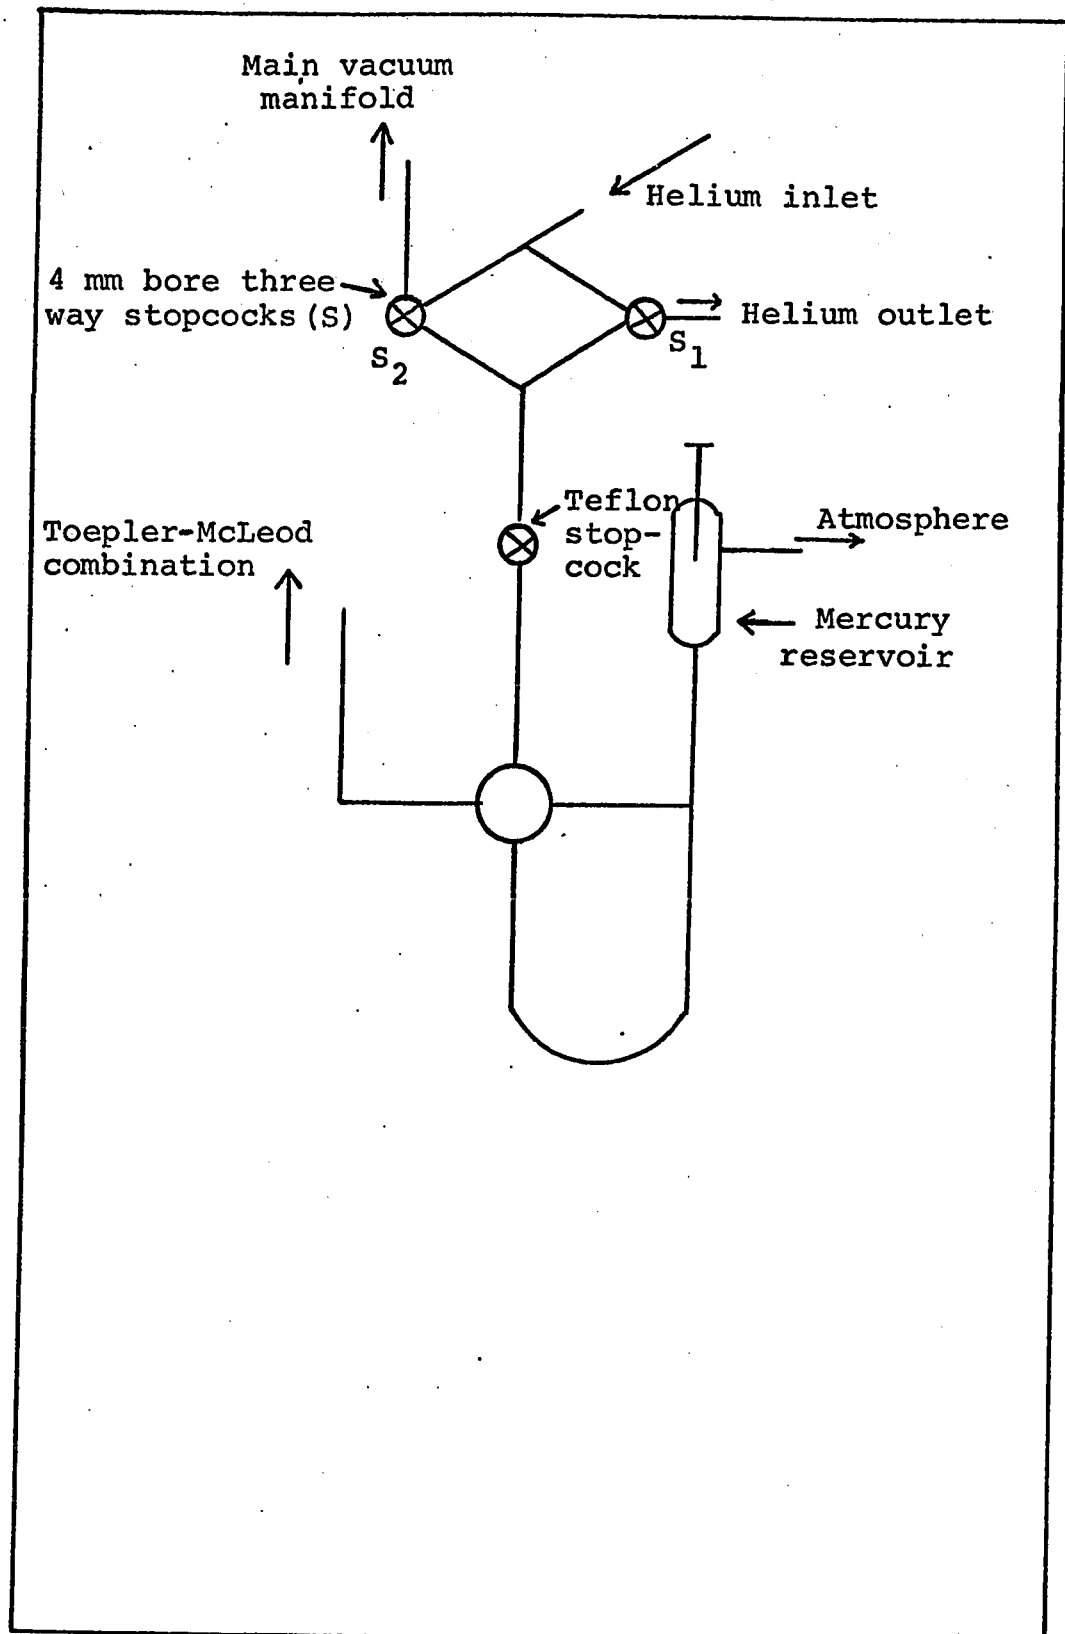 Main vacuum
manifold
Helium inlet
4 mm bore three
way stopcocks (S)
Helium outlet
S1
S2
Teflon
stop-
cock
Atmosphere
Toepler-McLeod
combination
Mercury
reservoir